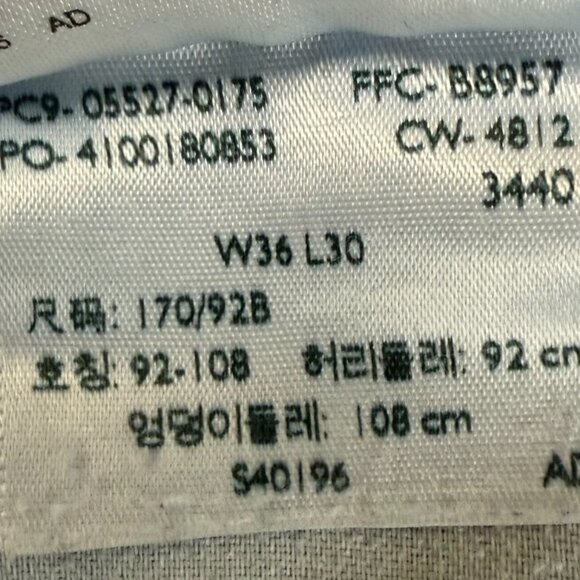 AD
PC9-05527-0175 FFC-B8957
PO-4100180853 CW-4812
3440
W36 L30
尺码: 170/92B
호칭: 92-108 허리둘레: 92 cm
엉덩이둘레: 108 cm
S40196 AD